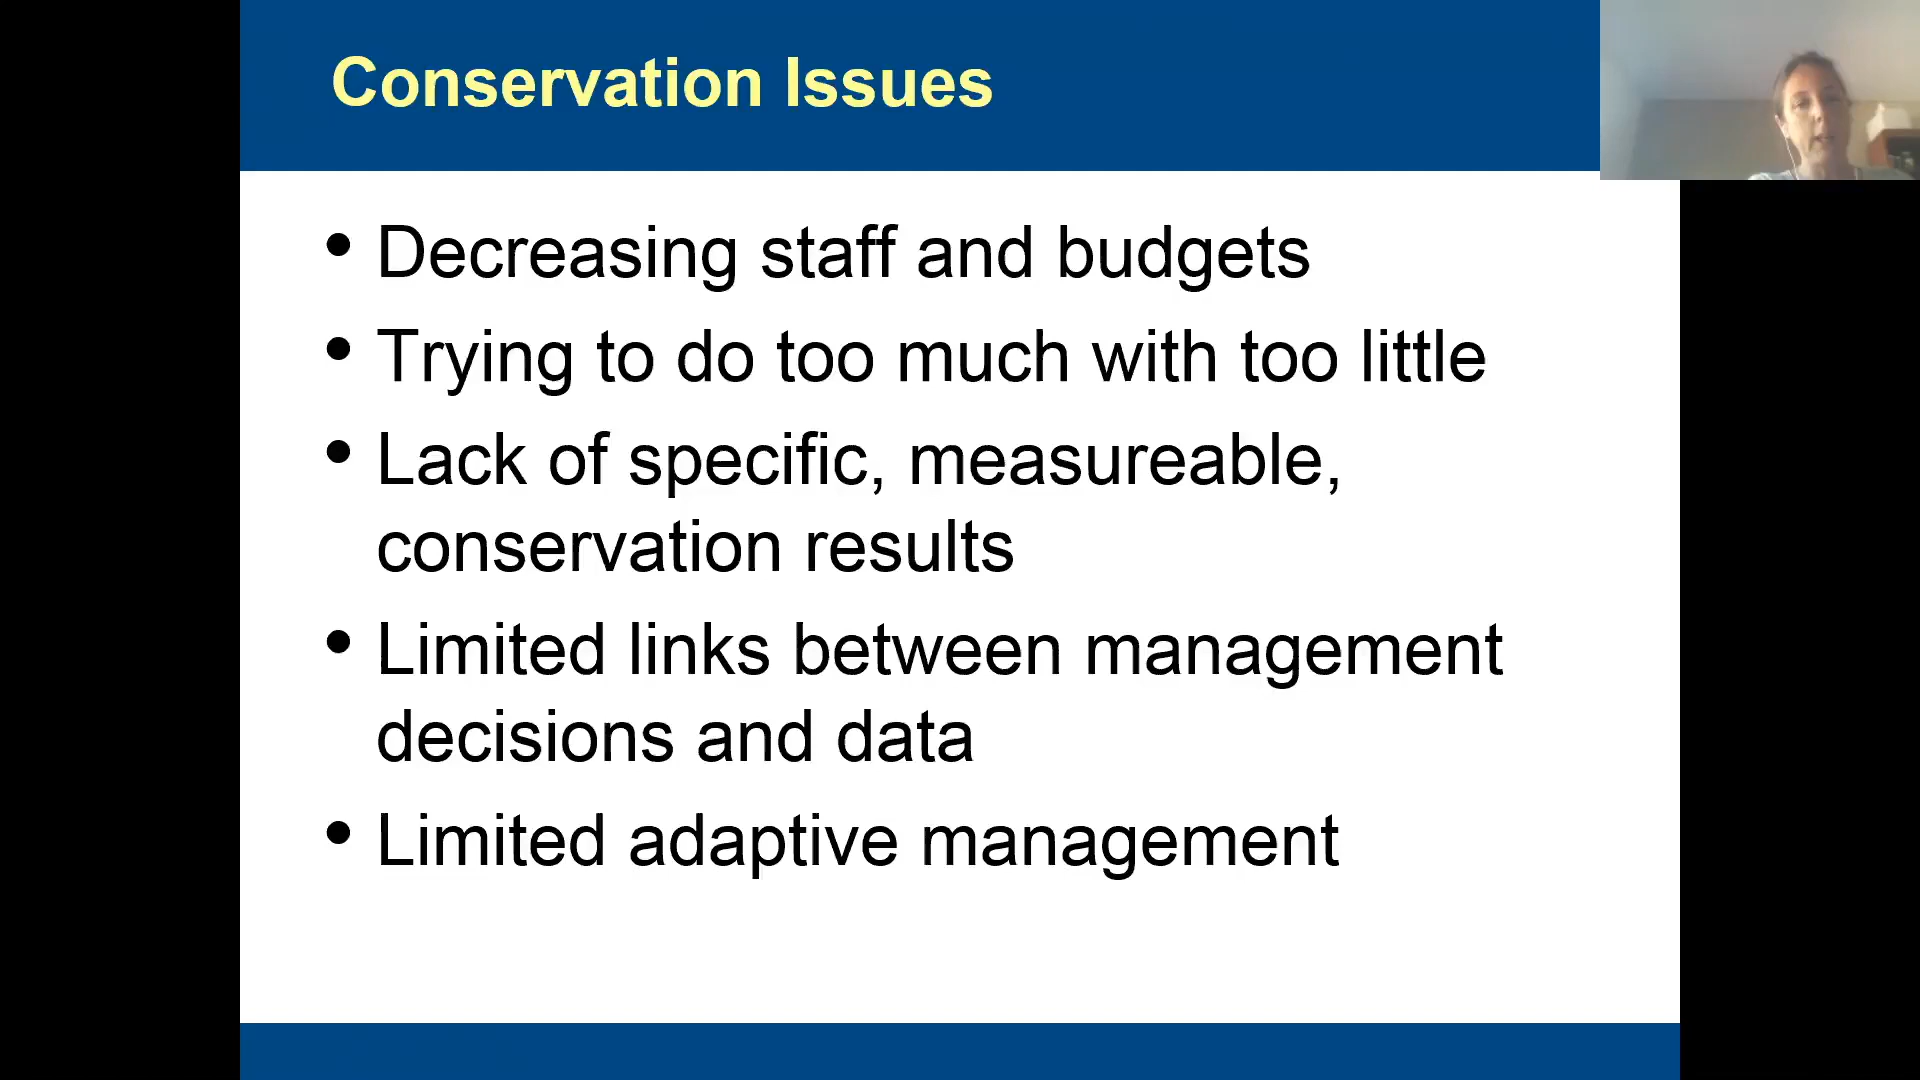 Conservation Issues
• Decreasing staff and budgets
• Trying to do too much with too little
• Lack of specific, measureable,
conservation results
• Limited links between management
decisions and data
• Limited adaptive management